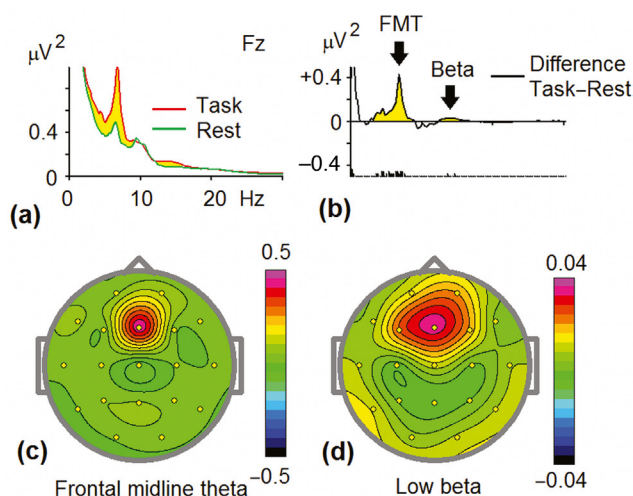 (a)
μV²
Fz
Task
Rest
0.4
0
0
10
20
Hz
(b)
μV²
FMT
Beta
Difference
Task–Rest
+0.4
0
−0.4
0.5
−0.5
(c)
Frontal midline theta
0.04
−0.04
(d)
Low beta